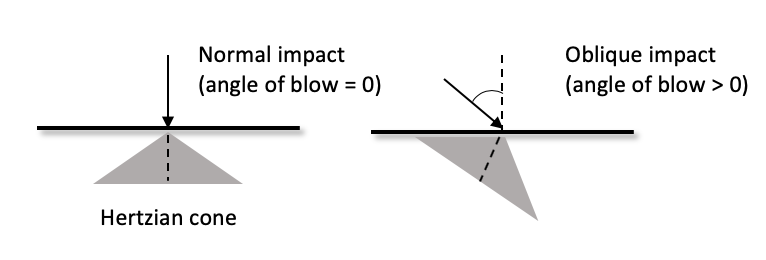 Normal impact
(angle of blow = 0)
Oblique impact
(angle of blow > 0)
Hertzian cone